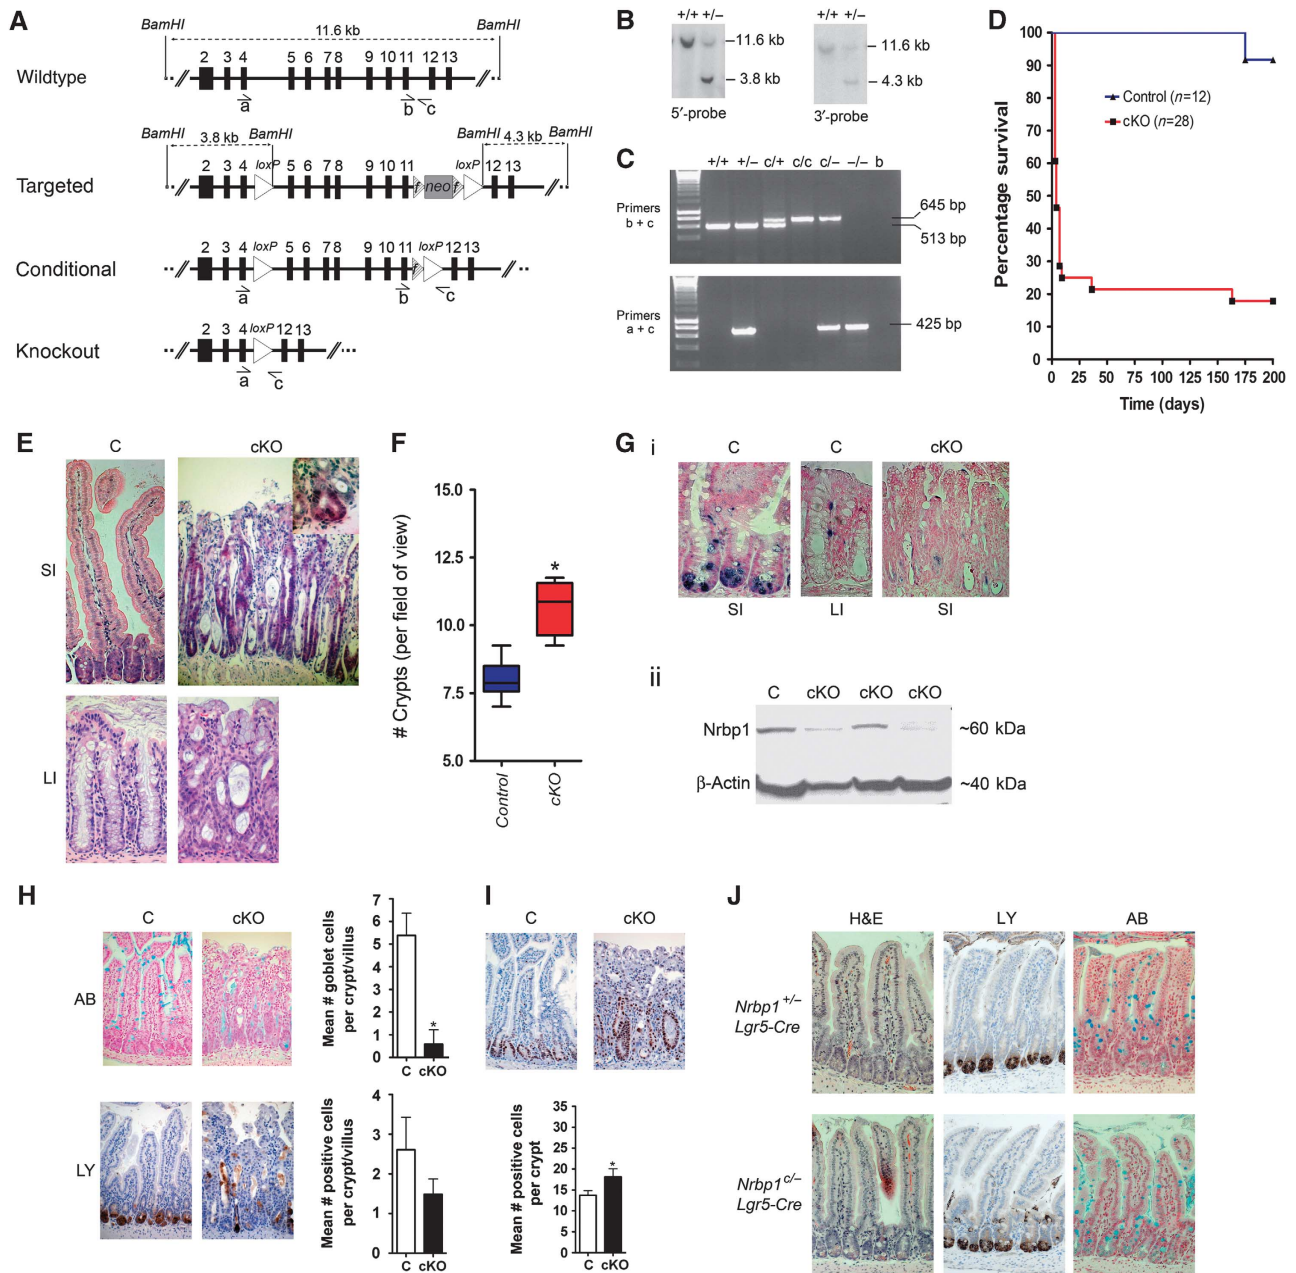 A
BamHI
BamHI
11.6 kb
2 3 4 5 6 7 8 9 10 11 12 13
Wildtype
a b c
BamHI BamHI BamHI BamHI
3.8 kb 4.3 kb
2 3 4 loxP 5 6 7 8 9 10 11 loxP 12 13
Targeted
f neo f
2 3 4 loxP 5 6 7 8 9 10 11 loxP 12 13
Conditional
f
a b c
2 3 4 loxP 12 13
Knockout
a c
B
+/+ +/–
11.6 kb
3.8 kb
5′-probe
+/+ +/–
11.6 kb
4.3 kb
3′-probe
C
+/+ +/– c/+ c/c c/– –/– b
Primers
b + c
645 bp
513 bp
Primers
a + c
425 bp
D
Percentage survival
100
90
80
70
60
50
40
30
20
10
0
Control (n=12)
cKO (n=28)
0 25 50 75 100 125 150 175 200
Time (days)
E
C cKO
SI
LI
F
# Crypts (per field of view)
15.0
12.5
10.0
7.5
5.0
*
Control
cKO
G i
C C cKO
SI LI SI
ii
C cKO cKO cKO
Nrbp1 ~60 kDa
β-Actin ~40 kDa
H
C cKO
AB
Mean # goblet cells
per crypt/villus
7
6
5
4
3
2
1
0
*
C cKO
LY
Mean # positive cells
per crypt/villus
4
3
2
1
0
C cKO
I
C cKO
Mean # positive cells
per crypt
35
30
25
20
15
10
5
0
*
C cKO
J
H&E LY AB
Nrbp1 +/–
Lgr5-Cre
Nrbp1 c/–
Lgr5-Cre